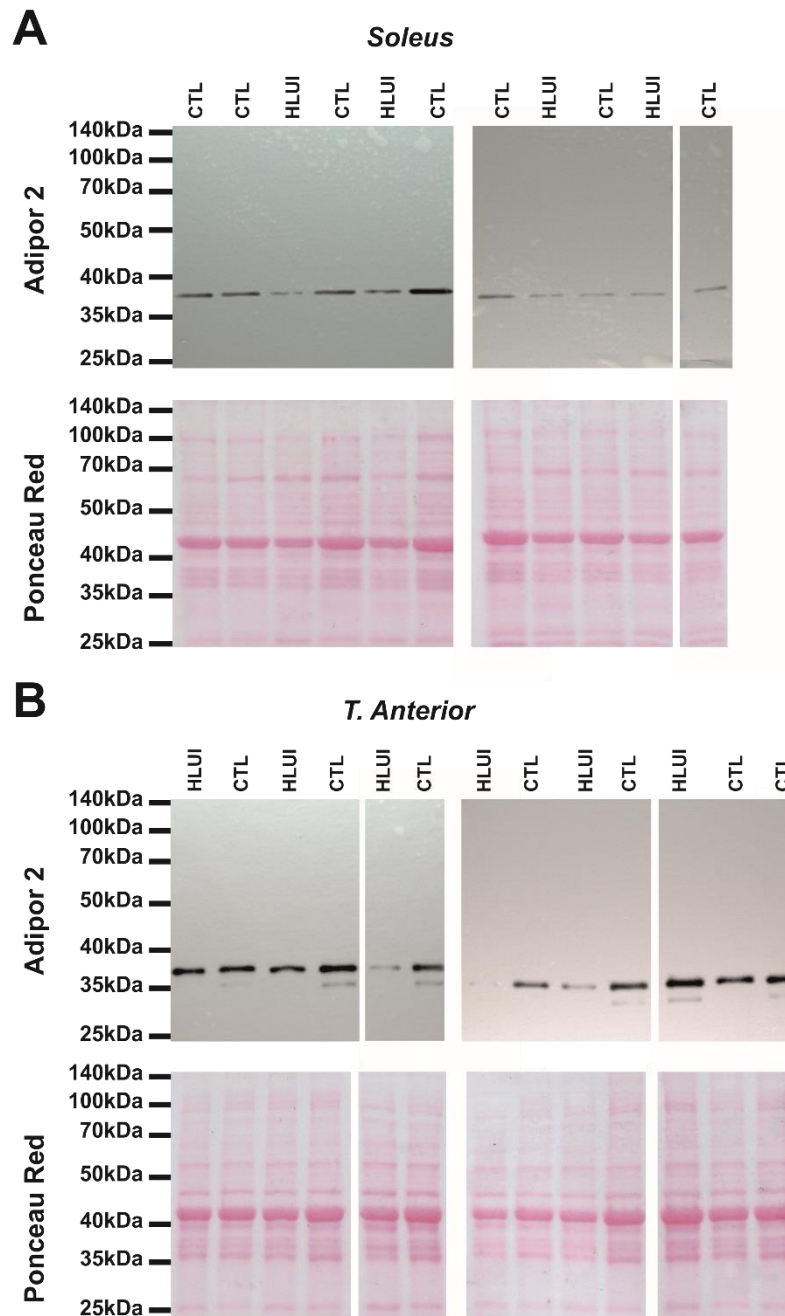 A
Soleus
CTL CTL HLUI CTL HLUI CTL CTL HLUI CTL HLUI CTL
Adipor 2
140kDa
100kDa
70kDa
50kDa
40kDa
35kDa
25kDa
Ponceau Red
140kDa
100kDa
70kDa
50kDa
40kDa
35kDa
25kDa
B
T. Anterior
HLUI CTL HLUI CTL HLUI CTL HLUI CTL HLUI CTL HLUI CTL CTL
Adipor 2
140kDa
100kDa
70kDa
50kDa
40kDa
35kDa
25kDa
Ponceau Red
140kDa
100kDa
70kDa
50kDa
40kDa
35kDa
25kDa